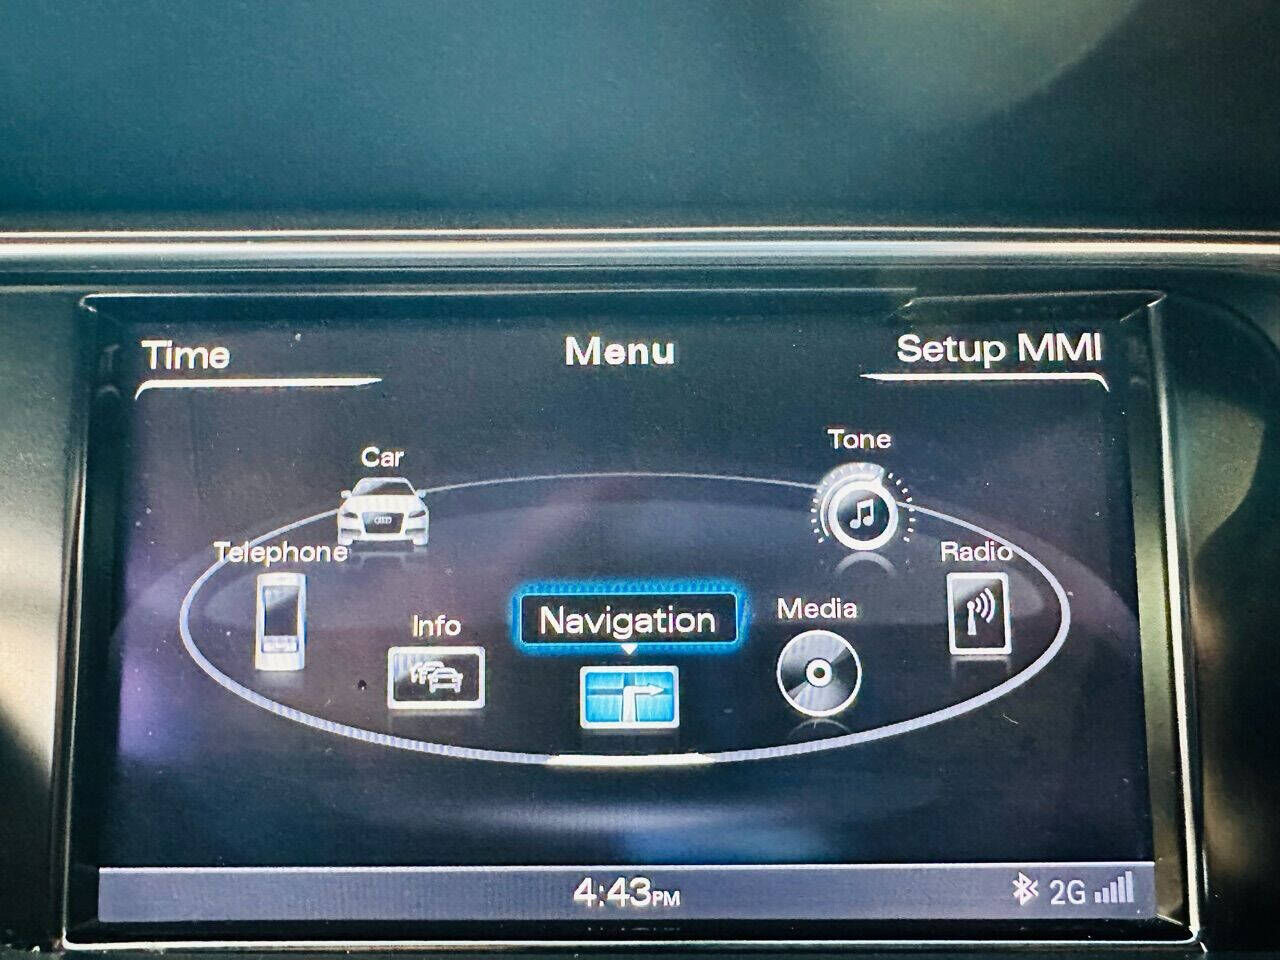 Time
Menu
Setup MMI
Car
Tone
Telephone
Radio
Info
Navigation
Media
4:43PM
2G